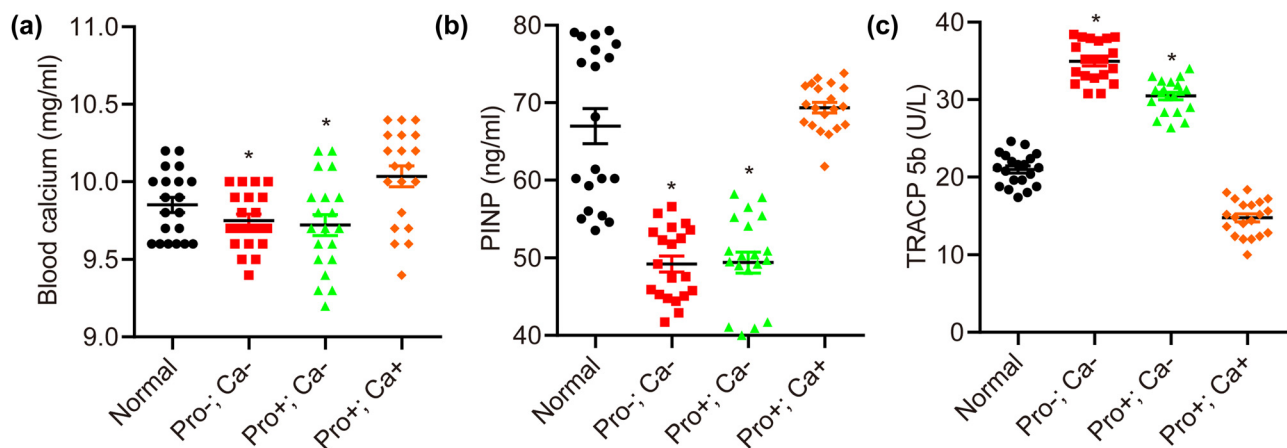 (a)
Blood calcium (mg/ml)
11.0
10.5
10.0
9.5
9.0
*
*
Normal
Pro-; Ca-
Pro+; Ca-
Pro+; Ca+
(b)
PINP (ng/ml)
80
70
60
50
40
*
*
Normal
Pro-; Ca-
Pro+; Ca-
Pro+; Ca+
(c)
TRACP 5b (U/L)
40
30
20
10
0
*
*
Normal
Pro-; Ca-
Pro+; Ca-
Pro+; Ca+